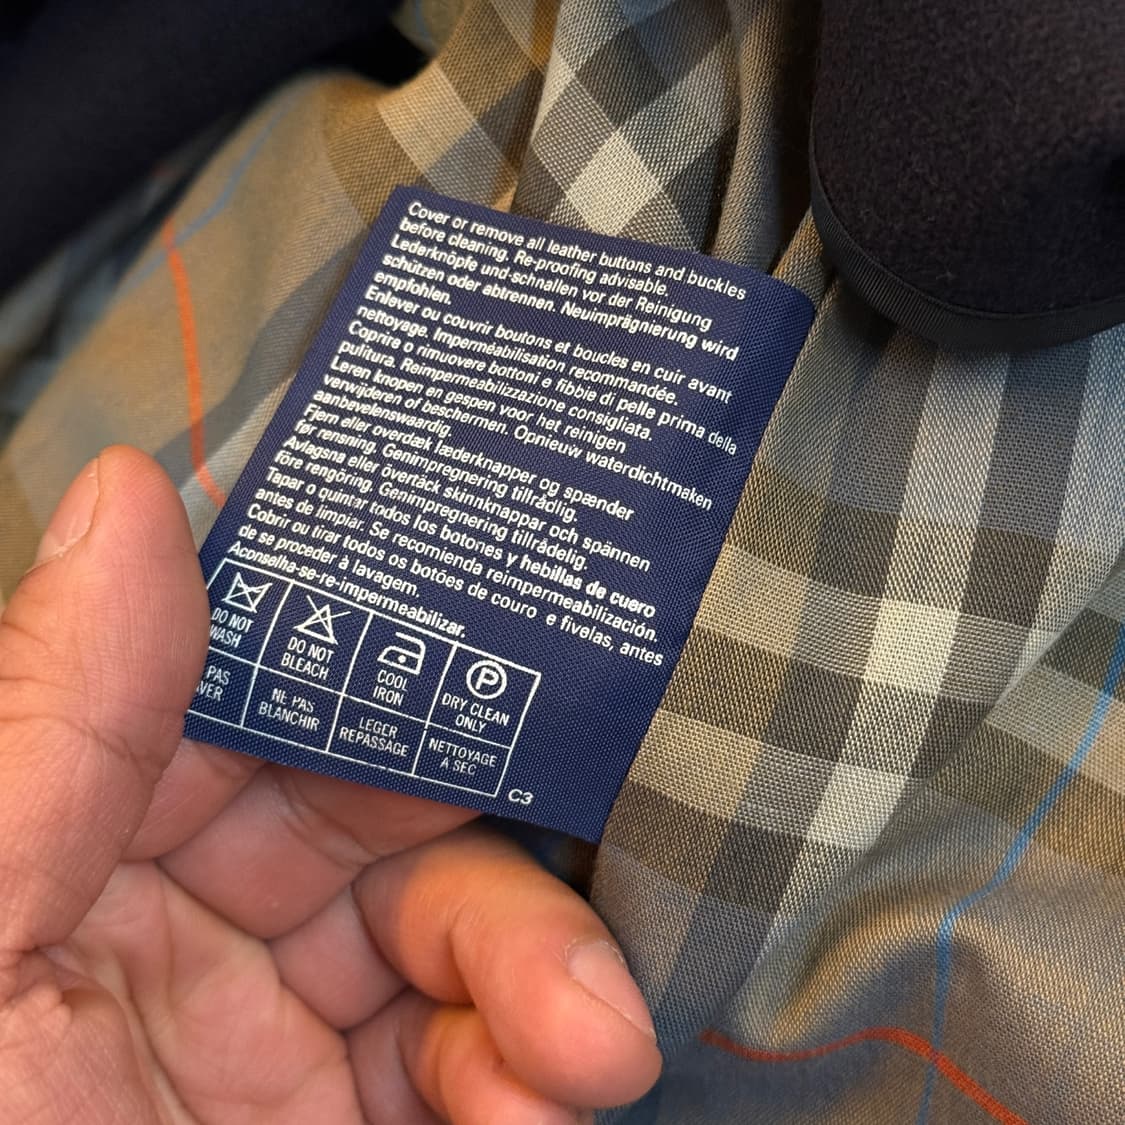 Cover or remove all leather buttons and buckles
before cleaning. Re-proofing advisable.
Lederknöpfe und-schnallen vor der Reinigung
schützen oder abtrennen. Neuimprägnierung wird
empfohlen.
Enlever ou couvrir boutons et boucles en cuir avant
nettoyage. Imperméabilisation recommandée.
Coprire o rimuovere bottoni e fibbie di pelle prima della
pulitura. Reimpermeabilizzazione consigliata.
Leren knopen en gespen voor het reinigen
verwijderen of beschermen. Opnieuw waterdichtmaken
aanbevelenswaardig.
Fjern eller overdæk læderknapper og spænder
før rensning. Genimpregnering tillrådlig.
Avlagsna eller övertäck skinnknappar och spännen
före rengöring. Genimpregnering tillrådelig.
Tapar o quintar todos los botones y hebillas de cuero
antes de limpiar. Se recomienda reimpermeabilización.
Cobrir ou tirar todos os botões de couro e fivelas, antes
de se proceder à lavagem.
Aconselha-se-re-impermeabilizar.
DO NOT WASH
DO NOT BLEACH
COOL IRON
P
DRY CLEAN ONLY
PAS
NE PAS BLANCHIR
LEGER REPASSAGE
NETTOYAGE A SEC
C3